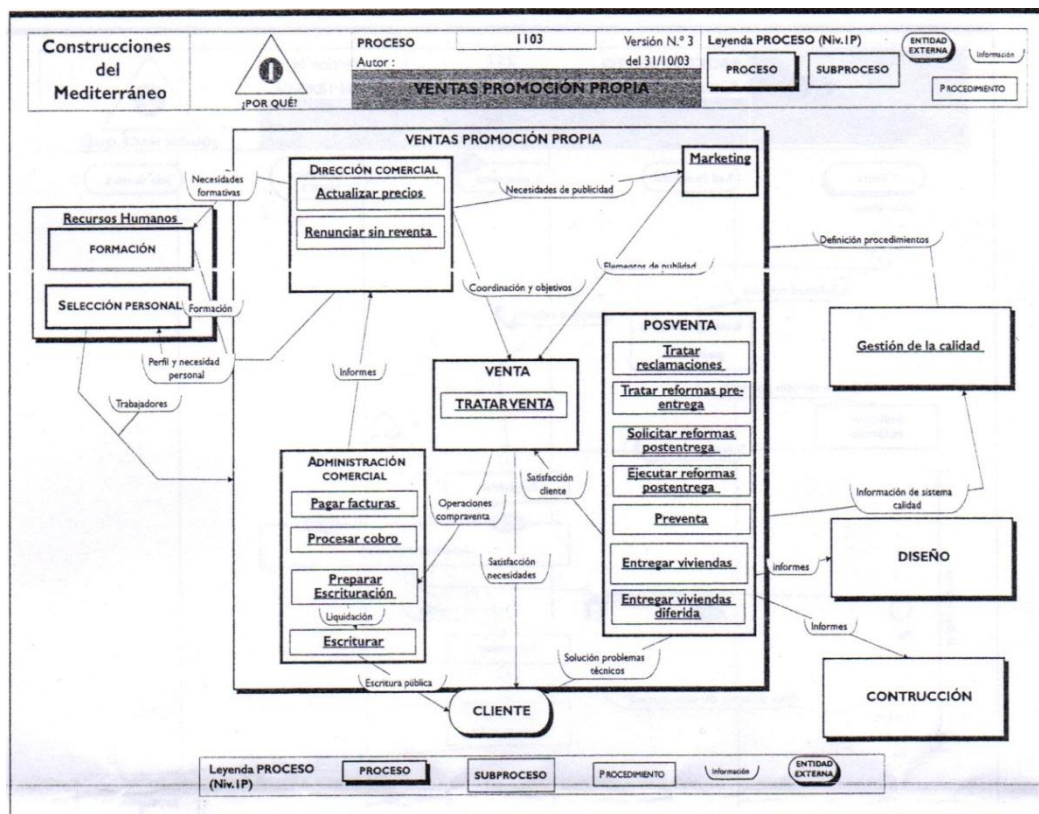 Construcciones
del
Mediterráneo
¡POR QUÉ!
PROCESO 1103 Versión N.º 3
Autor : del 31/10/03
VENTAS PROMOCIÓN PROPIA
Leyenda PROCESO (Niv.1P)
PROCESO
SUBPROCESO
ENTIDAD
EXTERNA
Información
PROCEDIMIENTO
VENTAS PROMOCIÓN PROPIA
DIRECCIÓN COMERCIAL
Actualizar precios
Renunciar sin reventa
Necesidades
formativas
Necesidades de publicidad
Marketing
Recursos Humanos
FORMACIÓN
SELECCIÓN PERSONAL
Formación
Perfil y necesidad
personal
Trabajadores
Informes
Coordinación y objetivos
Elementos de publidad
Definición procedimientos
Gestión de la calidad
VENTA
TRATAR VENTA
POSVENTA
Tratar
reclamaciones
Tratar reformas pre-
entrega
Solicitar reformas
postentrega
Ejecutar reformas
postentrega
Preventa
Entregar viviendas
Entregar viviendas
diferida
ADMINISTRACIÓN
COMERCIAL
Pagar facturas
Procesar cobro
Preparar
Escrituración
Liquidación
Escriturar
Operaciones
compraventa
Satisfacción
cliente
Satisfacción
necesidades
Información de sistema
calidad
DISEÑO
informes
Informes
CONTRUCCIÓN
Solución problemas
técnicos
Escritura pública
CLIENTE
Leyenda PROCESO
(Niv.1P)
PROCESO
SUBPROCESO
PROCEDIMIENTO
Información
ENTIDAD
EXTERNA